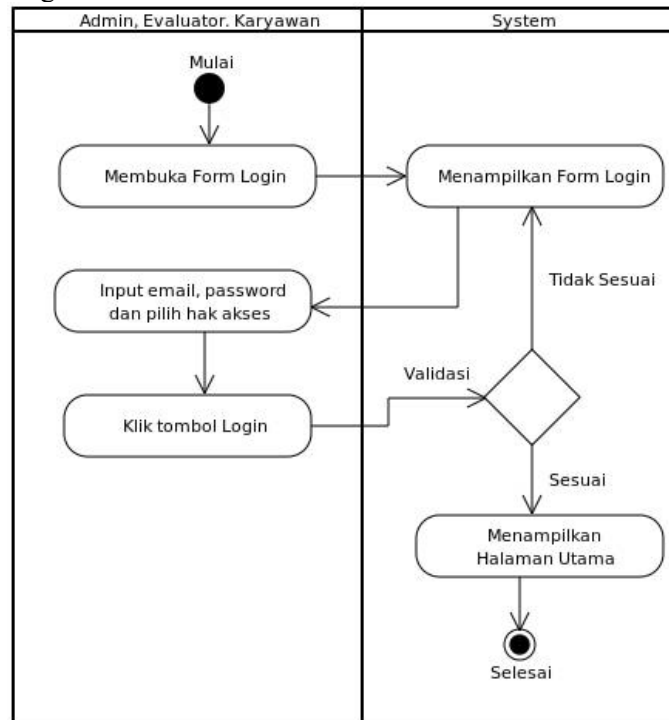 Admin, Evaluator. Karyawan
System
Mulai
Membuka Form Login
Menampilkan Form Login
Input email, password
dan pilih hak akses
Tidak Sesuai
Validasi
Klik tombol Login
Sesuai
Menampilkan
Halaman Utama
Selesai